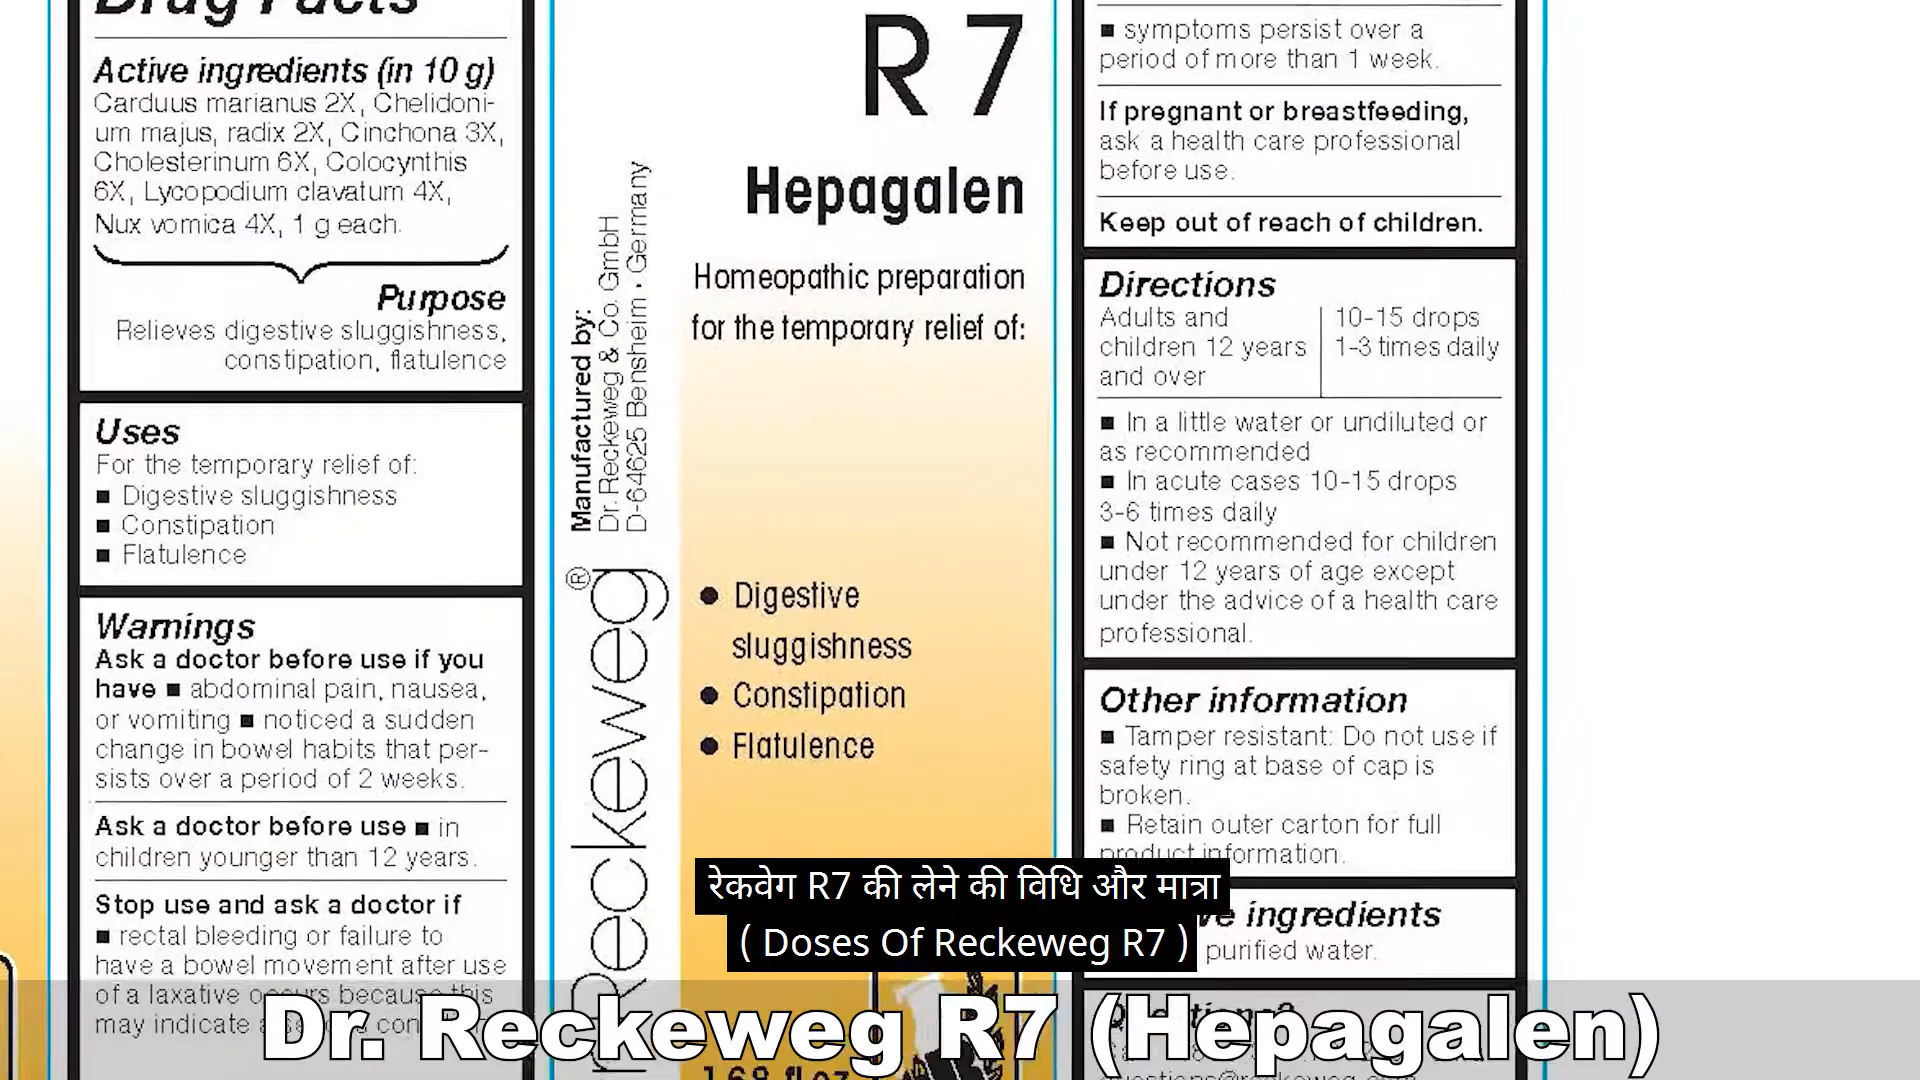 Drug Facts
Active ingredients (in 10 g)
Carduus marianus 2X, Chelidoni-
um majus, radix 2X, Cinchona 3X,
Cholesterinum 6X, Colocynthis
6X, Lycopodium clavatum 4X,
Nux vomica 4X, 1 g each.
Purpose
Relieves digestive sluggishness,
constipation, flatulence
Uses
For the temporary relief of:
■ Digestive sluggishness
■ Constipation
■ Flatulence
Warnings
Ask a doctor before use if you
have ■ abdominal pain, nausea,
or vomiting ■ noticed a sudden
change in bowel habits that per-
sists over a period of 2 weeks.
Ask a doctor before use ■ in
children younger than 12 years.
Stop use and ask a doctor if
■ rectal bleeding or failure to
have a bowel movement after use
of a laxative occurs because this
may indicate a
Manufactured by:
Dr. Reckeweg & Co. GmbH
D-64625 Bensheim · Germany
Reckeweg®
R 7
Hepagalen
Homeopathic preparation
for the temporary relief of:
● Digestive
sluggishness
● Constipation
● Flatulence
1.68 fl oz
■ symptoms persist over a
period of more than 1 week.
If pregnant or breastfeeding,
ask a health care professional
before use.
Keep out of reach of children.
Directions
Adults and
children 12 years
and over
10-15 drops
1-3 times daily
■ In a little water or undiluted or
as recommended
■ In acute cases 10-15 drops
3-6 times daily
■ Not recommended for children
under 12 years of age except
under the advice of a health care
professional.
Other information
■ Tamper resistant: Do not use if
safety ring at base of cap is
broken.
■ Retain outer carton for full
product information.
ingredients
purified water.
रेकवेग R7 की लेने की विधि और मात्रा
( Doses Of Reckeweg R7 )
Dr. Reckeweg R7 (Hepagalen)